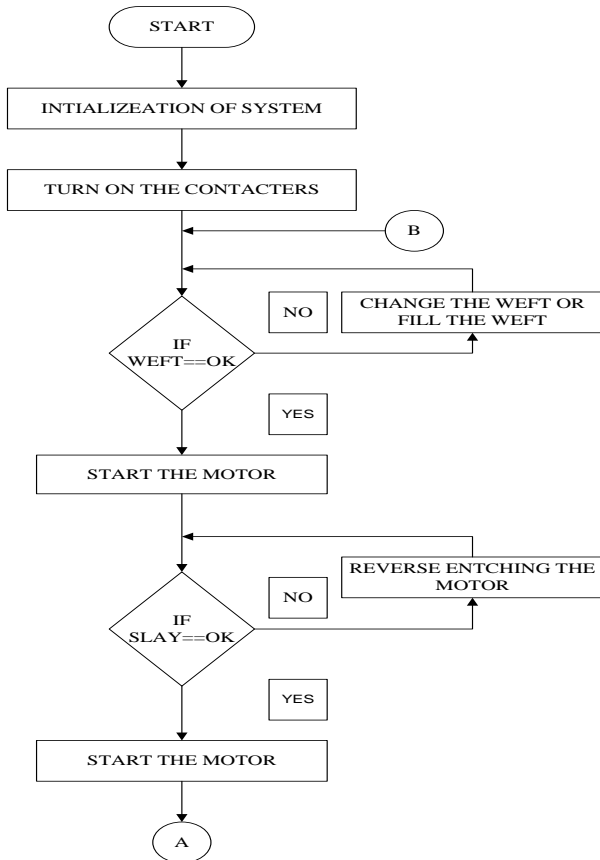 START
INTIALIZEATION OF SYSTEM
TURN ON THE CONTACTERS
B
NO
CHANGE THE WEFT OR
FILL THE WEFT
IF
WEFT==OK
YES
START THE MOTOR
REVERSE ENTCHING THE
MOTOR
NO
IF
SLAY==OK
YES
START THE MOTOR
A